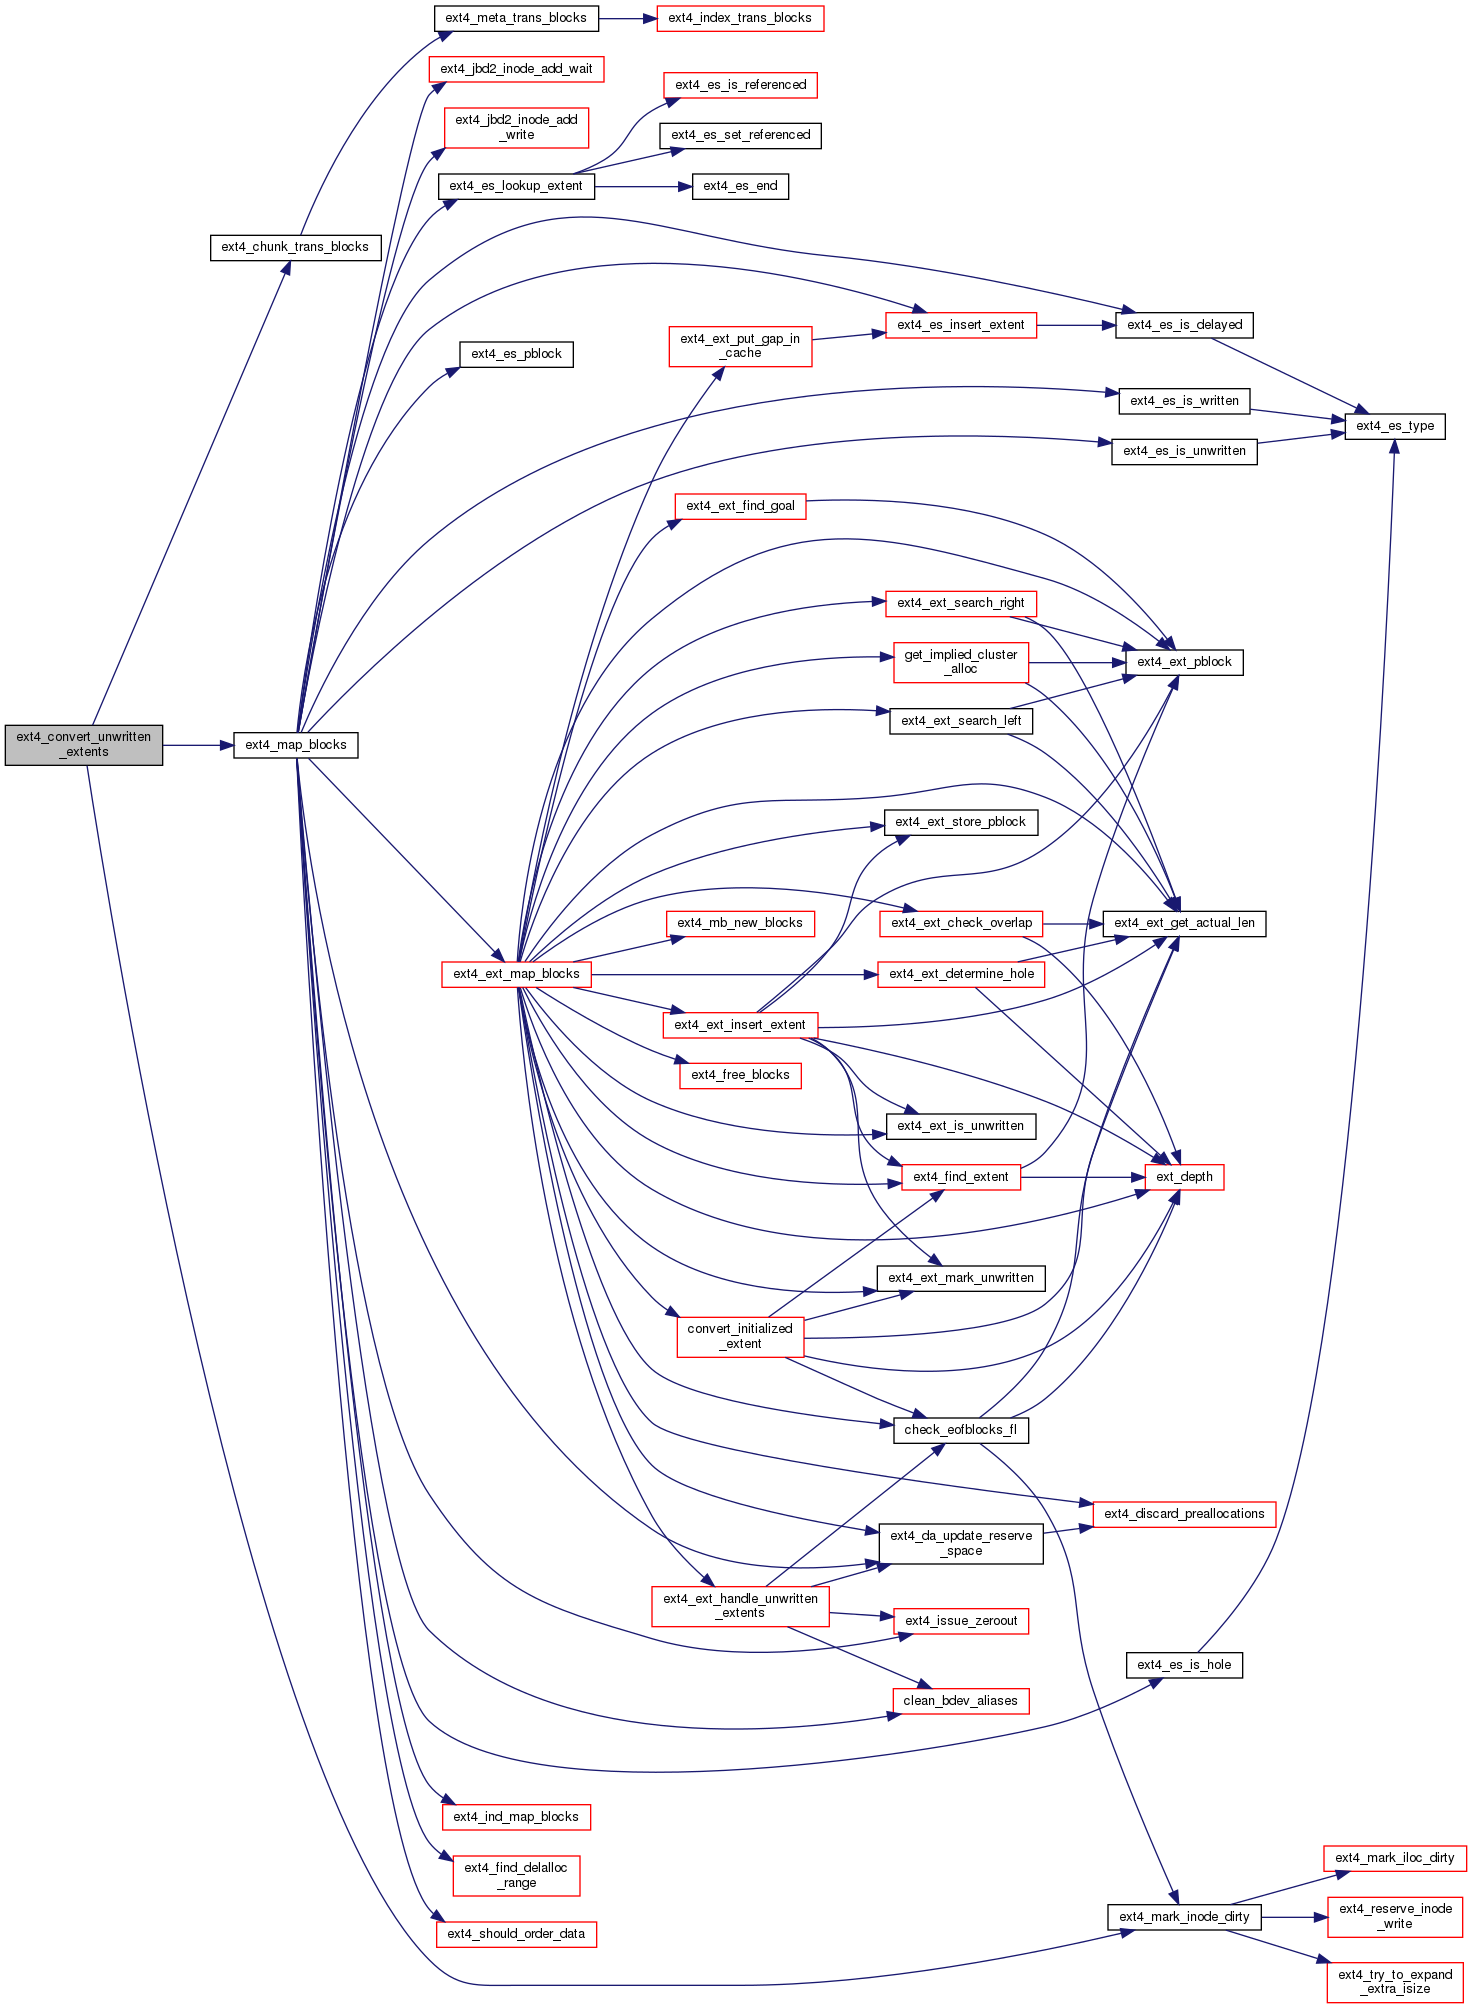 ext4_meta_trans_blocks
ext4_index_trans_blocks
ext4_jbd2_inode_add_wait
ext4_es_is_referenced
ext4_jbd2_inode_add
_write
ext4_es_set_referenced
ext4_es_lookup_extent
ext4_es_end
ext4_chunk_trans_blocks
ext4_es_insert_extent
ext4_es_is_delayed
ext4_ext_put_gap_in
_cache
ext4_es_pblock
ext4_es_is_written
ext4_es_type
ext4_es_is_unwritten
ext4_ext_find_goal
ext4_ext_search_right
get_implied_cluster
_alloc
ext4_ext_pblock
ext4_ext_search_left
ext4_convert_unwritten
_extents
ext4_map_blocks
ext4_ext_store_pblock
ext4_mb_new_blocks
ext4_ext_check_overlap
ext4_ext_get_actual_len
ext4_ext_map_blocks
ext4_ext_determine_hole
ext4_ext_insert_extent
ext4_free_blocks
ext4_ext_is_unwritten
ext4_find_extent
ext_depth
ext4_ext_mark_unwritten
convert_initialized
_extent
check_eofblocks_fl
ext4_discard_preallocations
ext4_da_update_reserve
_space
ext4_ext_handle_unwritten
_extents
ext4_issue_zeroout
ext4_es_is_hole
clean_bdev_aliases
ext4_ind_map_blocks
ext4_find_delalloc
_range
ext4_mark_iloc_dirty
ext4_mark_inode_dirty
ext4_reserve_inode
_write
ext4_should_order_data
ext4_try_to_expand
_extra_isize